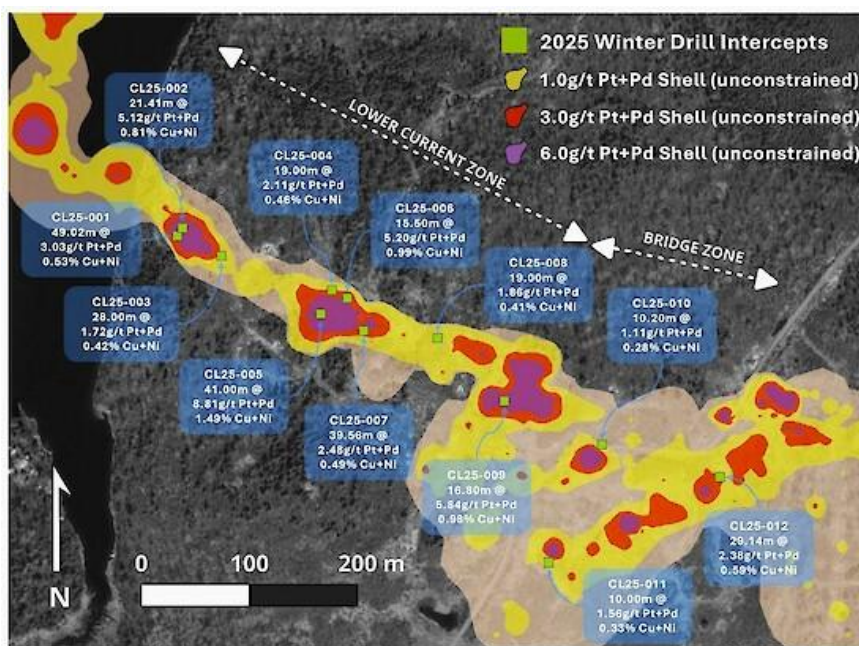 2025 Winter Drill Intercepts
1.0g/t Pt+Pd Shell (unconstrained)
3.0g/t Pt+Pd Shell (unconstrained)
6.0g/t Pt+Pd Shell (unconstrained)
LOWER CURRENT ZONE
BRIDGE ZONE
CL25-002
21.41m @
5.12g/t Pt+Pd
0.81% Cu+Ni
CL25-004
19.00m @
2.11g/t Pt+Pd
0.46% Cu+Ni
CL25-006
15.50m @
5.20g/t Pt+Pd
0.99% Cu+Ni
CL25-001
49.02m @
3.03g/t Pt+Pd
0.53% Cu+Ni
CL25-008
19.00m @
1.86g/t Pt+Pd
0.41% Cu+Ni
CL25-003
28.00m @
1.72g/t Pt+Pd
0.42% Cu+Ni
CL25-010
10.20m @
1.11g/t Pt+Pd
0.28% Cu+Ni
CL25-005
41.00m @
8.81g/t Pt+Pd
1.49% Cu+Ni
CL25-007
39.56m @
2.48g/t Pt+Pd
0.49% Cu+Ni
CL25-009
16.80m @
5.84g/t Pt+Pd
0.98% Cu+Ni
CL25-012
29.14m @
2.38g/t Pt+Pd
0.59% Cu+Ni
CL25-011
10.00m @
1.56g/t Pt+Pd
0.33% Cu+Ni
0 100 200 m
N